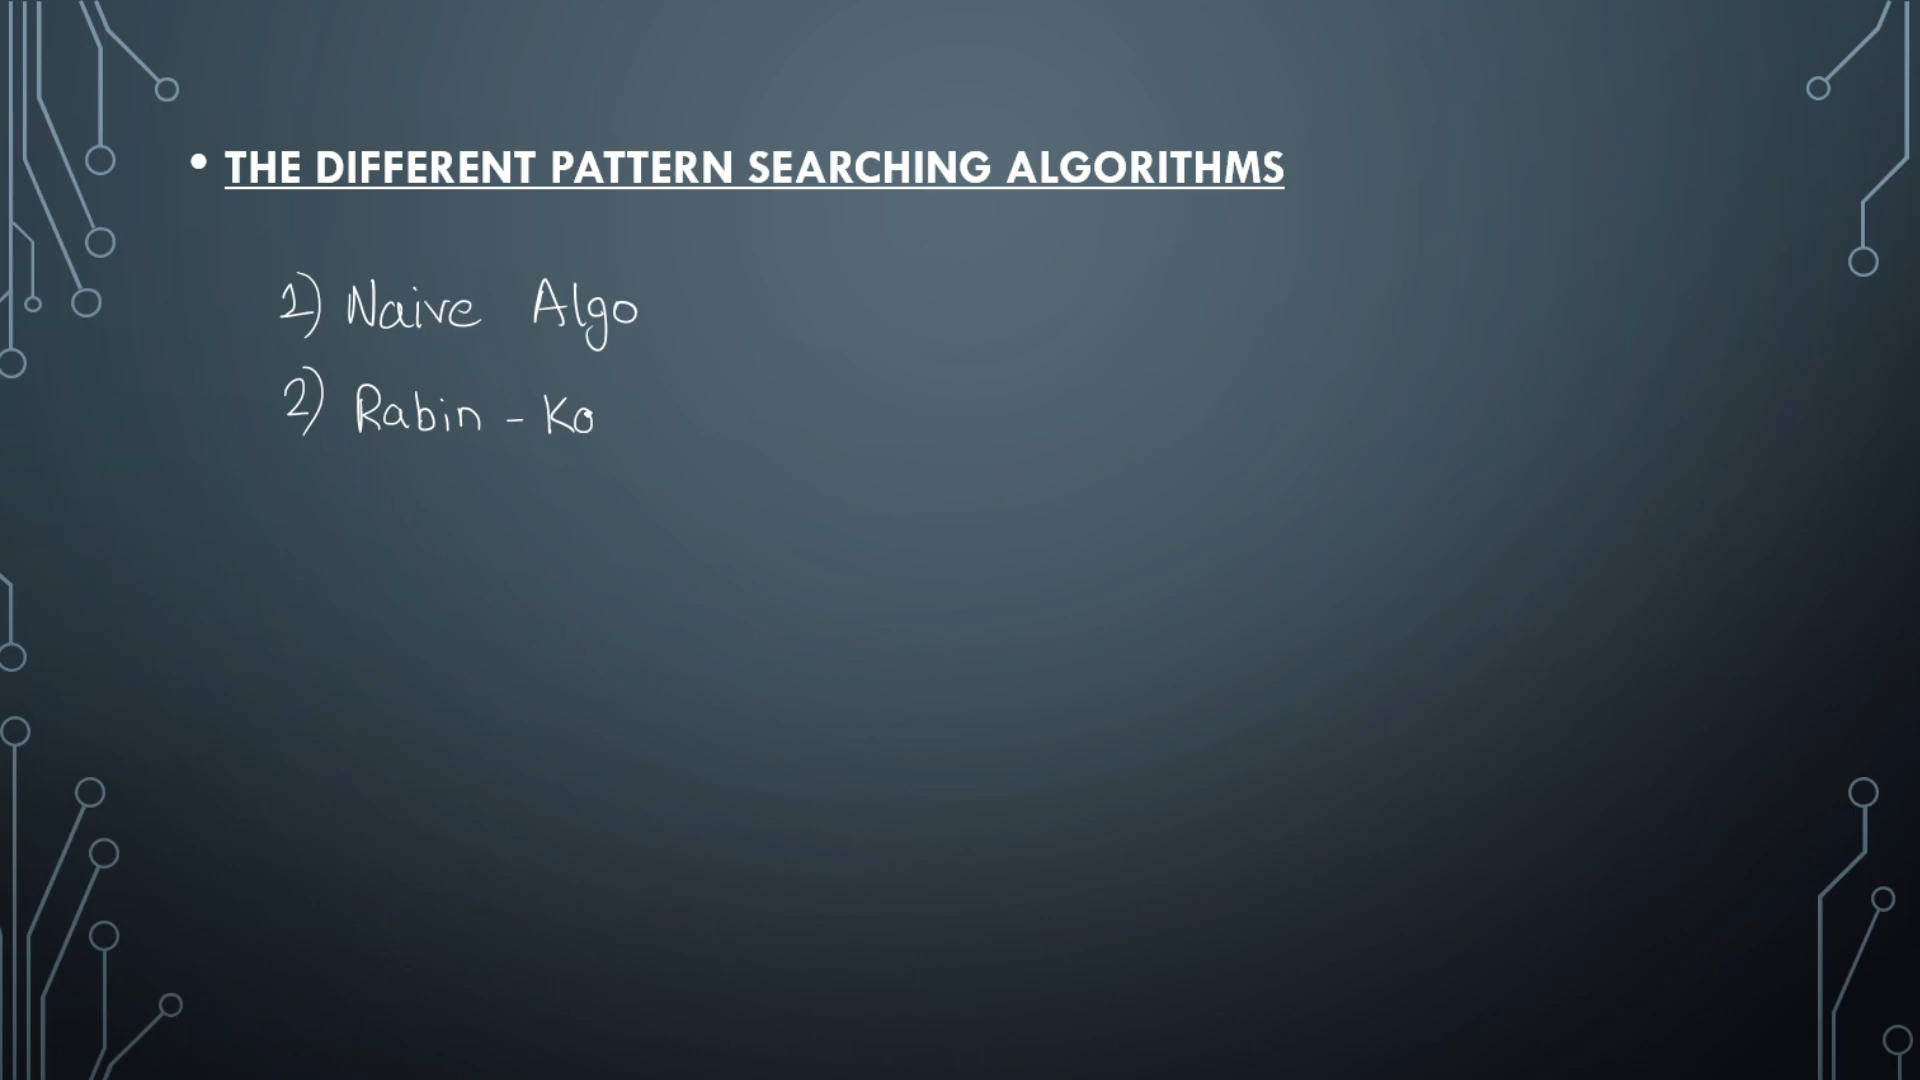 • THE DIFFERENT PATTERN SEARCHING ALGORITHMS
1) Naive Algo
2) Rabin - Ko